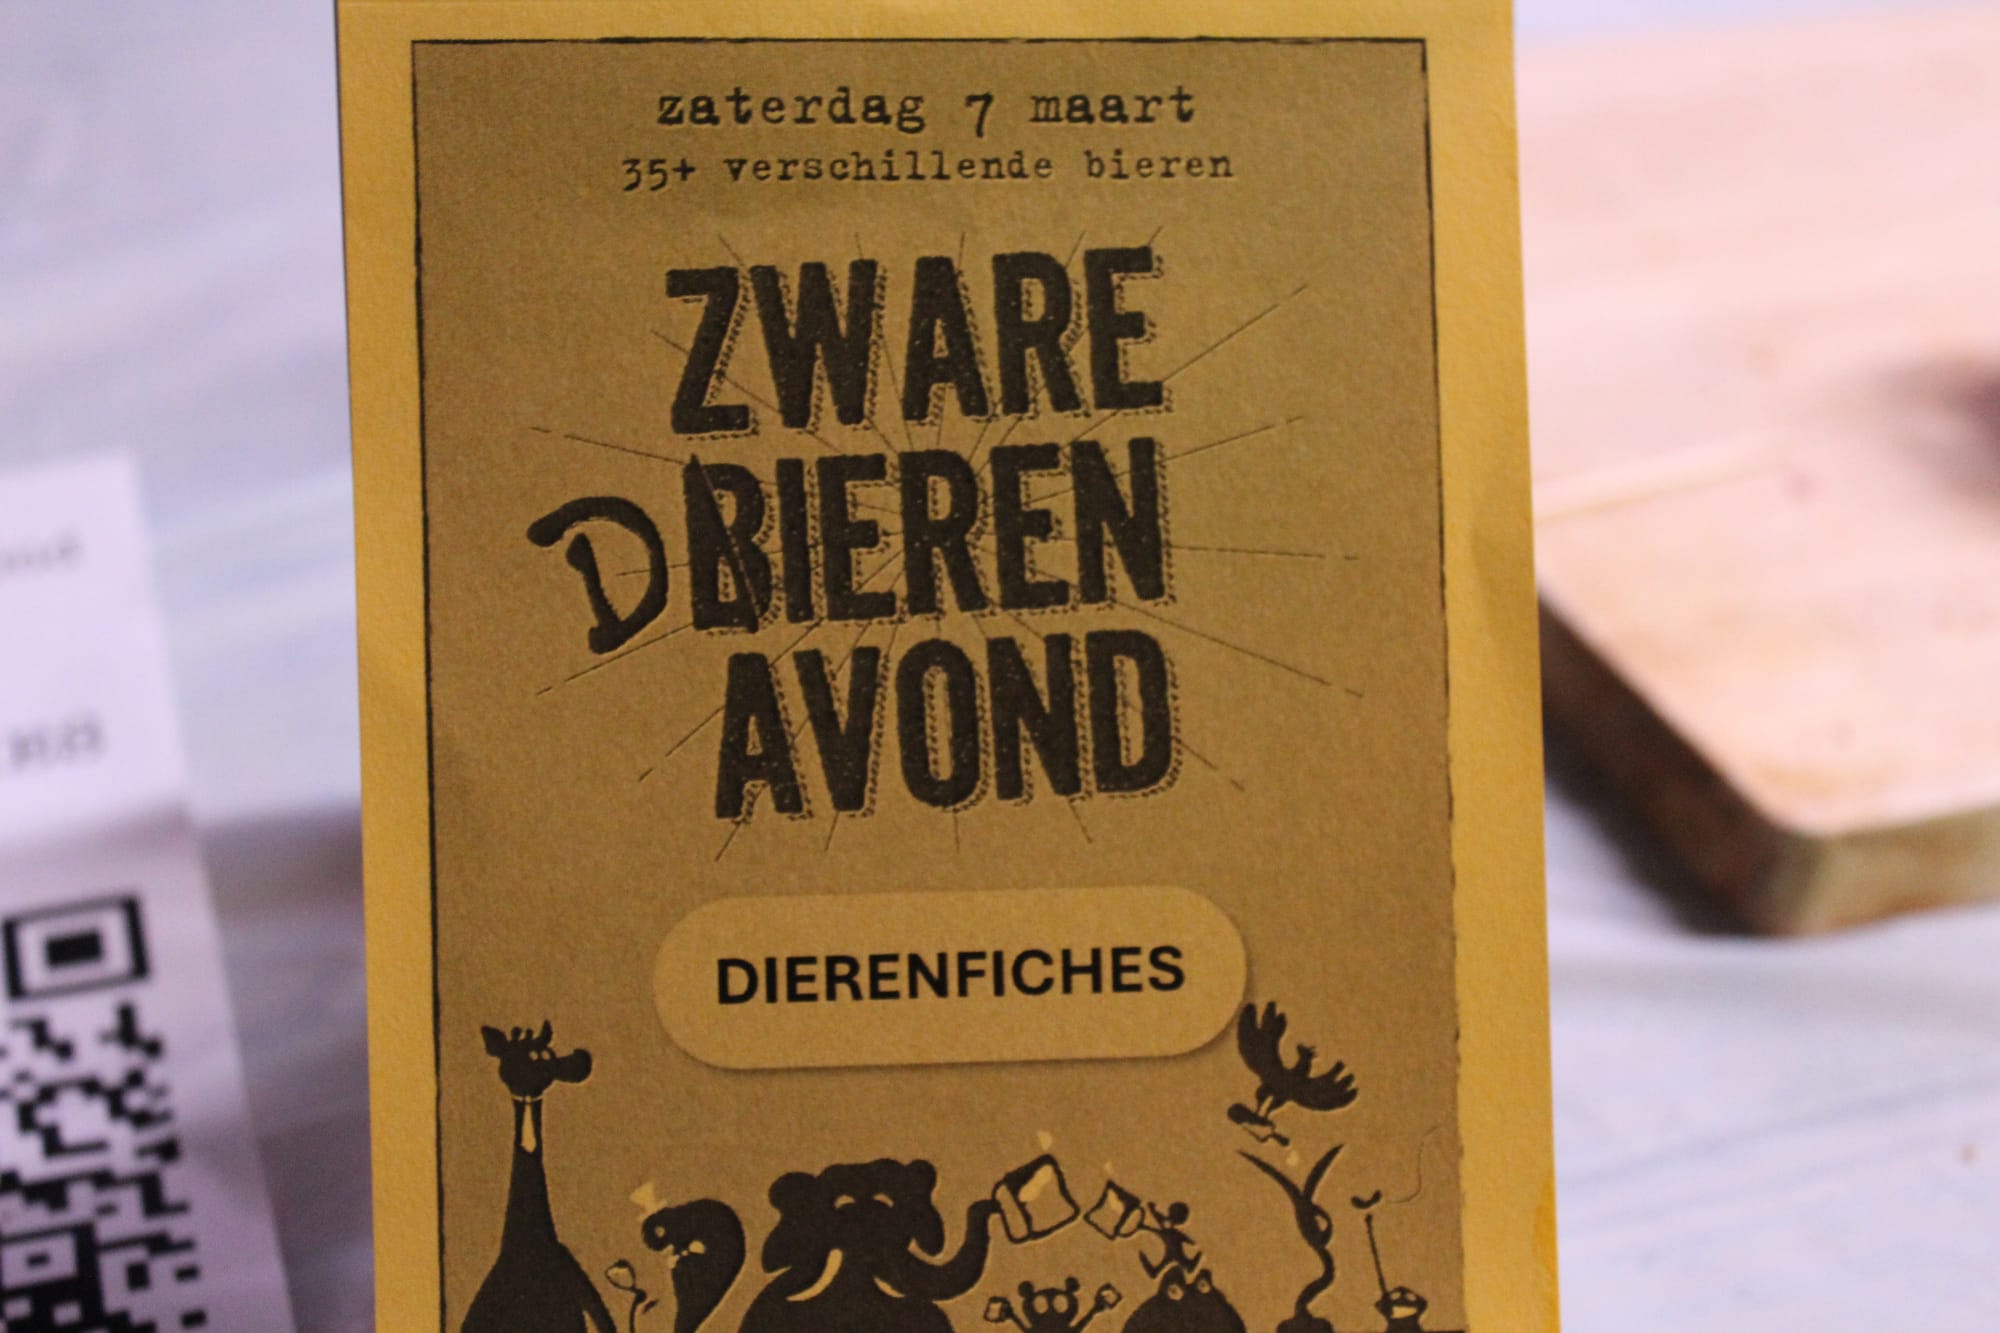 zaterdag 7 maart
35+ verschillende bieren
ZWARE
DBIEREN
AVOND
DIERENFICHES